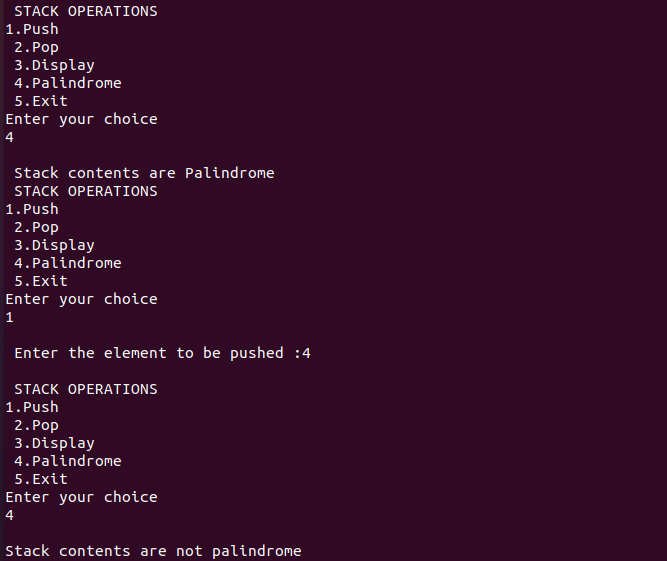 STACK OPERATIONS
1.Push
2.Pop
3.Display
4.Palindrome
5.Exit
Enter your choice
4
Stack contents are Palindrome
STACK OPERATIONS
1.Push
2.Pop
3.Display
4.Palindrome
5.Exit
Enter your choice
1
Enter the element to be pushed :4
STACK OPERATIONS
1.Push
2.Pop
3.Display
4.Palindrome
5.Exit
Enter your choice
4
Stack contents are not palindrome